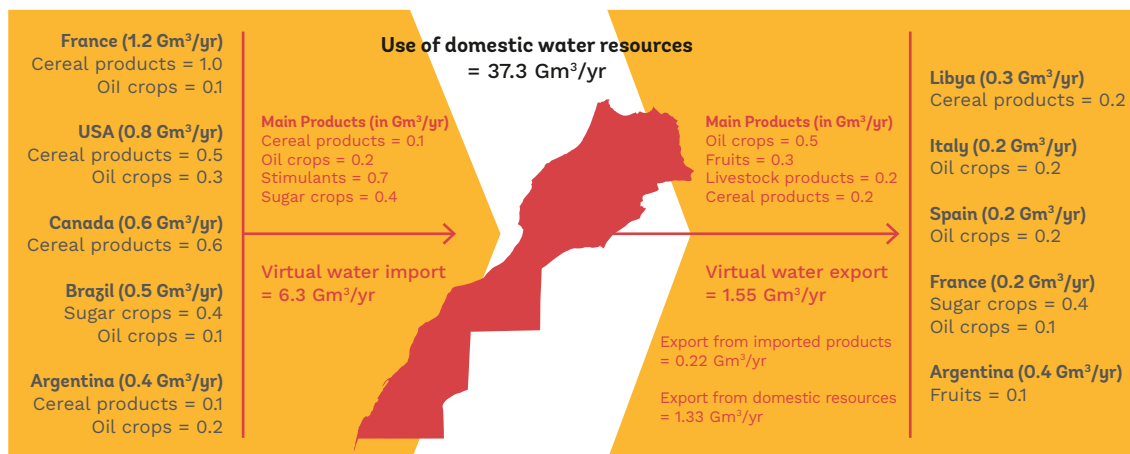 France (1.2 Gm³/yr)
Cereal products = 1.0
Oil crops = 0.1
USA (0.8 Gm³/yr)
Cereal products = 0.5
Oil crops = 0.3
Canada (0.6 Gm³/yr)
Cereal products = 0.6
Brazil (0.5 Gm³/yr)
Sugar crops = 0.4
Oil crops = 0.1
Argentina (0.4 Gm³/yr)
Cereal products = 0.1
Oil crops = 0.2
Main Products (in Gm³/yr)
Cereal products = 0.1
Oil crops = 0.2
Stimulants = 0.7
Sugar crops = 0.4
Virtual water import
= 6.3 Gm³/yr
Use of domestic water resources
= 37.3 Gm³/yr
Main Products (in Gm³/yr)
Oil crops = 0.5
Fruits = 0.3
Livestock products = 0.2
Cereal products = 0.2
Virtual water export
= 1.55 Gm³/yr
Export from imported products
= 0.22 Gm³/yr
Export from domestic resources
= 1.33 Gm³/yr
Libya (0.3 Gm³/yr)
Cereal products = 0.2
Italy (0.2 Gm³/yr)
Oil crops = 0.2
Spain (0.2 Gm³/yr)
Oil crops = 0.2
France (0.2 Gm³/yr)
Sugar crops = 0.4
Oil crops = 0.1
Argentina (0.4 Gm³/yr)
Fruits = 0.1